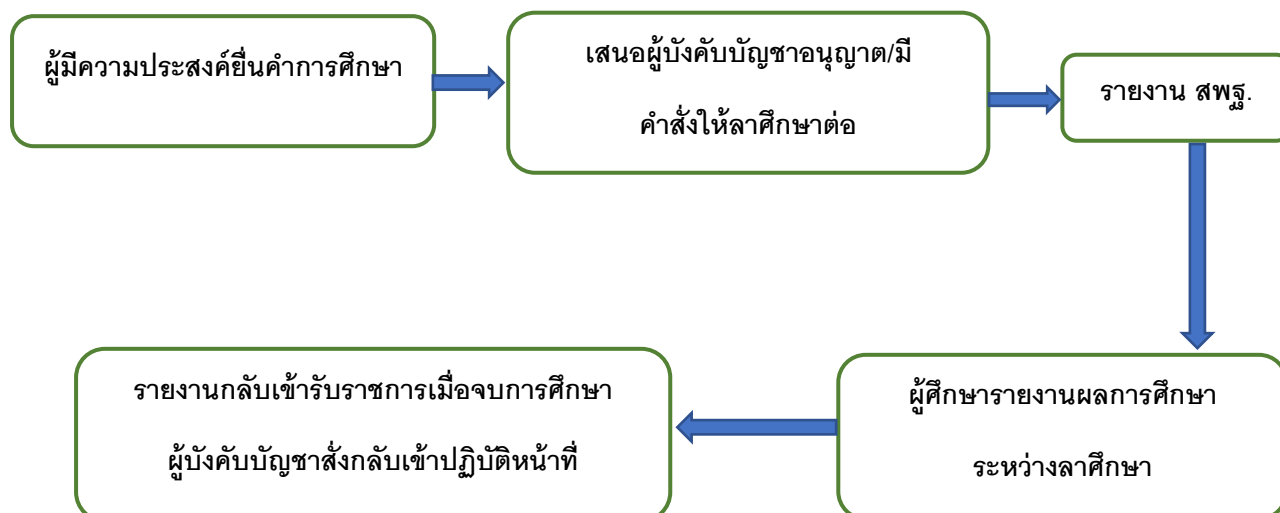 ผู้มีความประสงค์ยื่นคำการศึกษา
เสนอผู้บังคับบัญชาอนุญาต/มี
คำสั่งให้ลาศึกษาต่อ
รายงาน สพฐ.
ผู้ศึกษารายงานผลการศึกษา
ระหว่างลาศึกษา
รายงานกลับเข้ารับราชการเมื่อจบการศึกษา
ผู้บังคับบัญชาสั่งกลับเข้าปฏิบัติหน้าที่